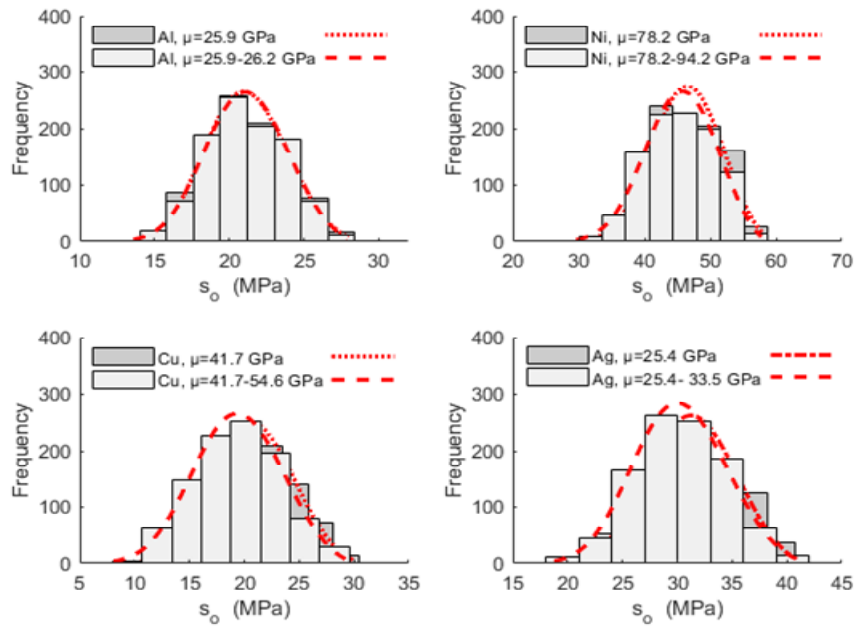 400
300
200
100
0
Frequency
Al, μ=25.9 GPa
Al, μ=25.9-26.2 GPa
10 15 20 25 30
s_o (MPa)
400
300
200
100
0
Frequency
Ni, μ=78.2 GPa
Ni, μ=78.2-94.2 GPa
20 30 40 50 60 70
s_o (MPa)
400
300
200
100
0
Frequency
Cu, μ=41.7 GPa
Cu, μ=41.7-54.6 GPa
5 10 15 20 25 30 35
s_o (MPa)
400
300
200
100
0
Frequency
Ag, μ=25.4 GPa
Ag, μ=25.4- 33.5 GPa
15 25 35 45
s_o (MPa)